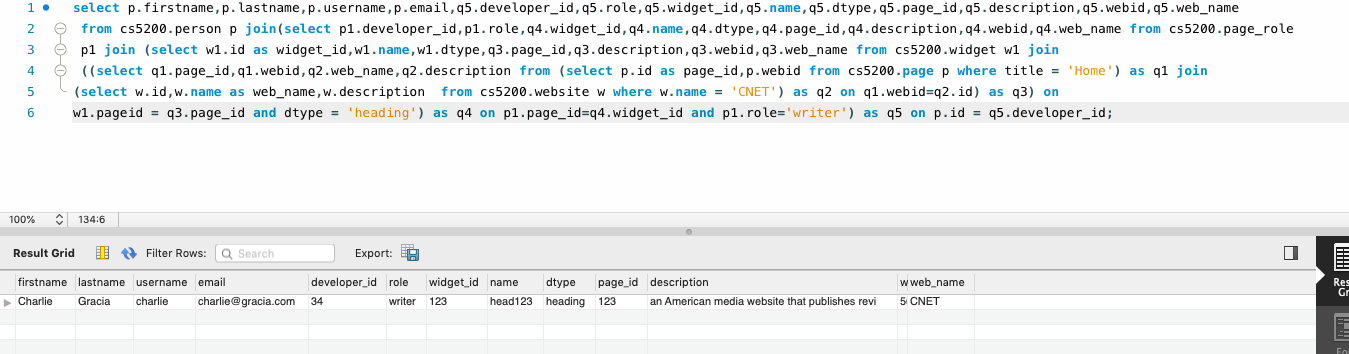 1 select p.firstname,p.lastname,p.username,p.email,q5.developer_id,q5.role,q5.widget_id,q5.name,q5.dtype,q5.page_id,q5.description,q5.webid,q5.web_name
2 from cs5200.person p join(select p1.developer_id,p1.role,q4.widget_id,q4.name,q4.dtype,q4.page_id,q4.description,q4.webid,q4.web_name from cs5200.page_role
3 p1 join (select w1.id as widget_id,w1.name,w1.dtype,q3.page_id,q3.description,q3.webid,q3.web_name from cs5200.widget w1 join
4 ((select q1.page_id,q1.webid,q2.web_name,q2.description from (select p.id as page_id,p.webid from cs5200.page p where title = 'Home') as q1 join
5 (select w.id,w.name as web_name,w.description  from cs5200.website w where w.name = 'CNET') as q2 on q1.webid=q2.id) as q3) on
6 w1.pageid = q3.page_id and dtype = 'heading') as q4 on p1.page_id=q4.widget_id and p1.role='writer') as q5 on p.id = q5.developer_id;
100% 134:6
Result Grid Filter Rows: Search Export:
firstname lastname username email developer_id role widget_id name dtype page_id description w web_name
Charlie Gracia charlie charlie@gracia.com 34 writer 123 head123 heading 123 an American media website that publishes revi CNET